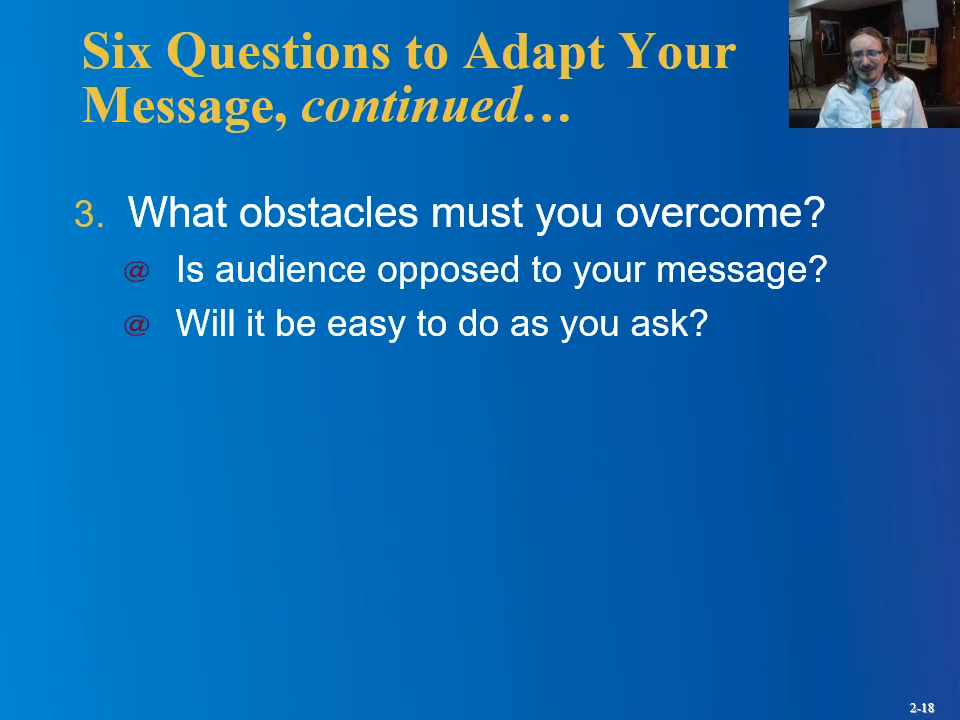 Six Questions to Adapt Your
Message, continued…
3. What obstacles must you overcome?
@ Is audience opposed to your message?
@ Will it be easy to do as you ask?
2-18